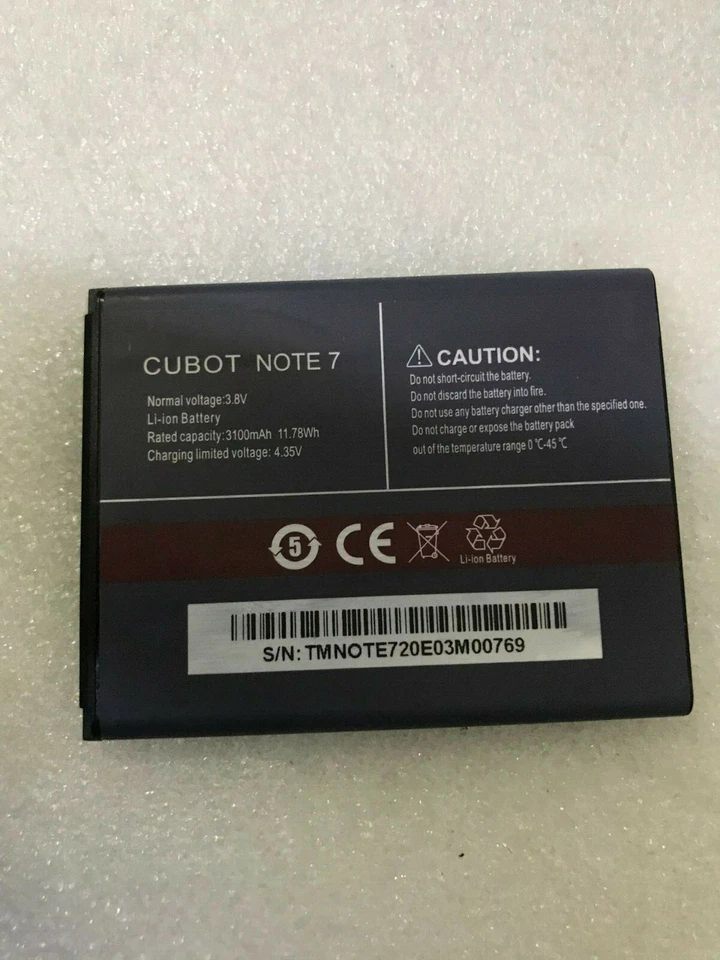 CUBOT NOTE 7
Normal voltage:3.8V
Li-ion Battery
Rated capacity:3100mAh 11.78Wh
Charging limited voltage: 4.35V
CAUTION:
Do not short-circuit the battery.
Do not discard the battery into fire.
Do not use any battery charger other than the specified one.
Do not charge or expose the battery pack
out of the temperature range 0℃-45℃
5 CE
Li-ion Battery
S/N: TMNOTE720E03M00769